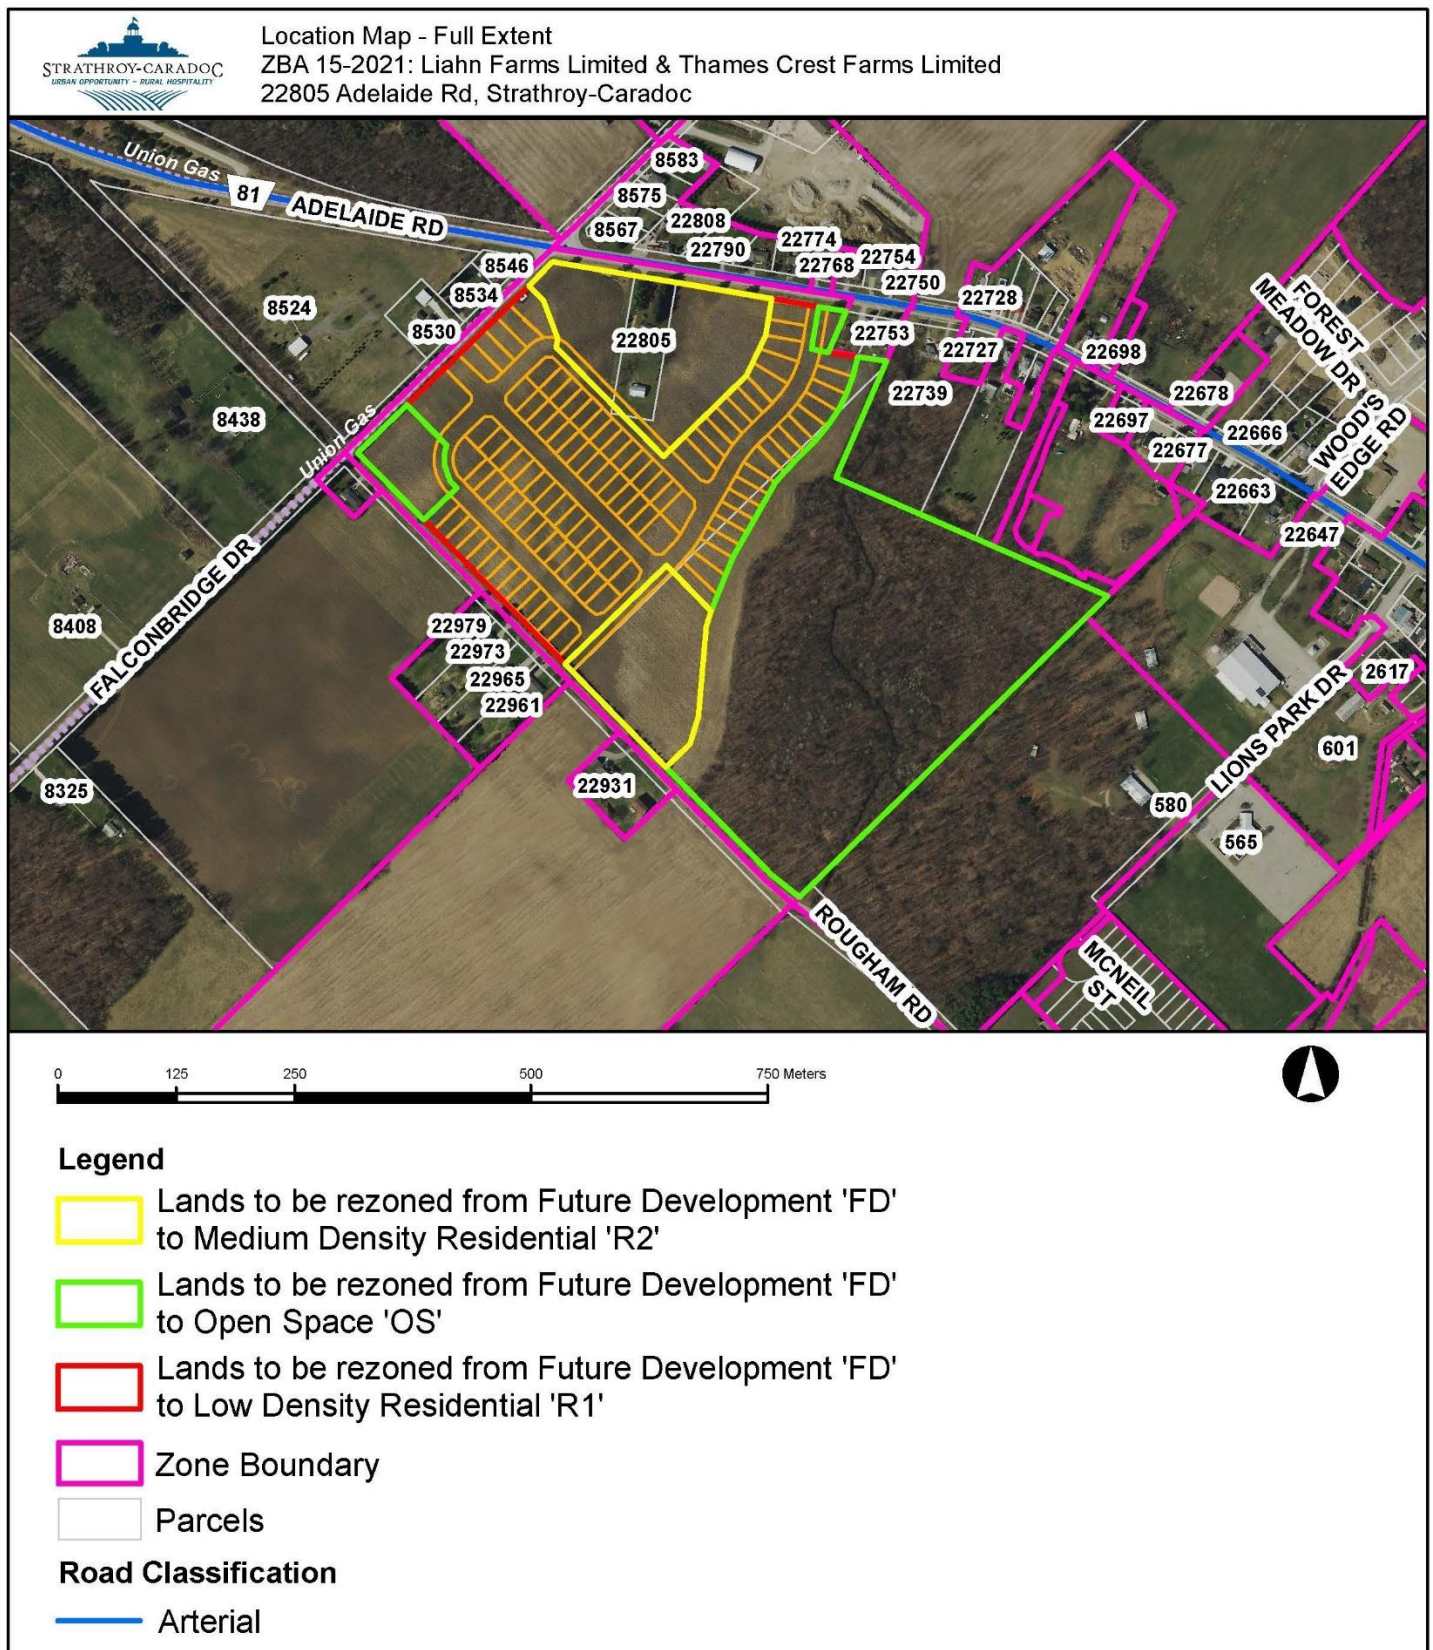 STRATHROY-CARADOC
URBAN OPPORTUNITY ~ RURAL HOSPITALITY
Location Map - Full Extent
ZBA 15-2021: Liahn Farms Limited & Thames Crest Farms Limited
22805 Adelaide Rd, Strathroy-Caradoc
Union Gas
81
ADELAIDE RD
8583
8575
8567
22808
22790
22774
22768
22754
22750
22728
8546
8534
8530
8524
8438
22805
22753
22727
22739
22698
22678
22697
22677
22666
22663
22647
FOREST
MEADOW DR
WOOD'S
EDGE RD
Union Gas
FALCONBRIDGE DR
8408
8325
22979
22973
22965
22961
22931
2617
601
LIONS PARK DR
580
565
ROUGHAM RD
MCNEIL
ST
0
125
250
500
750 Meters
Legend
Lands to be rezoned from Future Development 'FD'
to Medium Density Residential 'R2'
Lands to be rezoned from Future Development 'FD'
to Open Space 'OS'
Lands to be rezoned from Future Development 'FD'
to Low Density Residential 'R1'
Zone Boundary
Parcels
Road Classification
Arterial